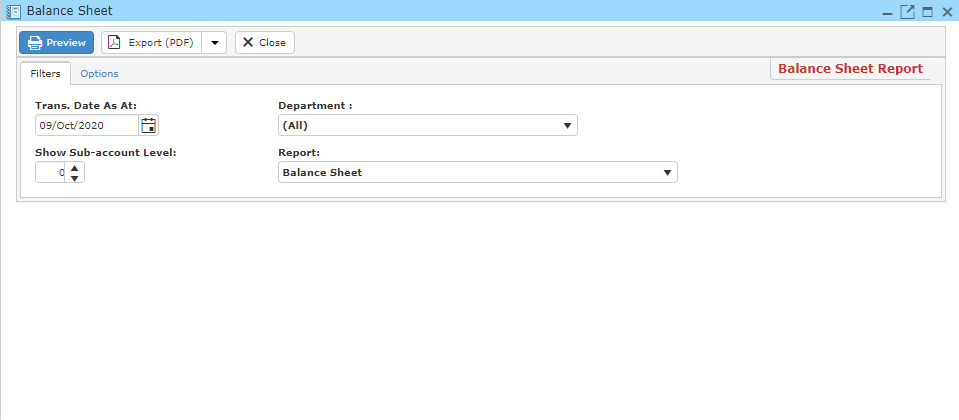 Balance Sheet
Preview Export (PDF) Close
Filters Options Balance Sheet Report
Trans. Date As At: Department :
09/Oct/2020 (All)
Show Sub-account Level: Report:
0 Balance Sheet